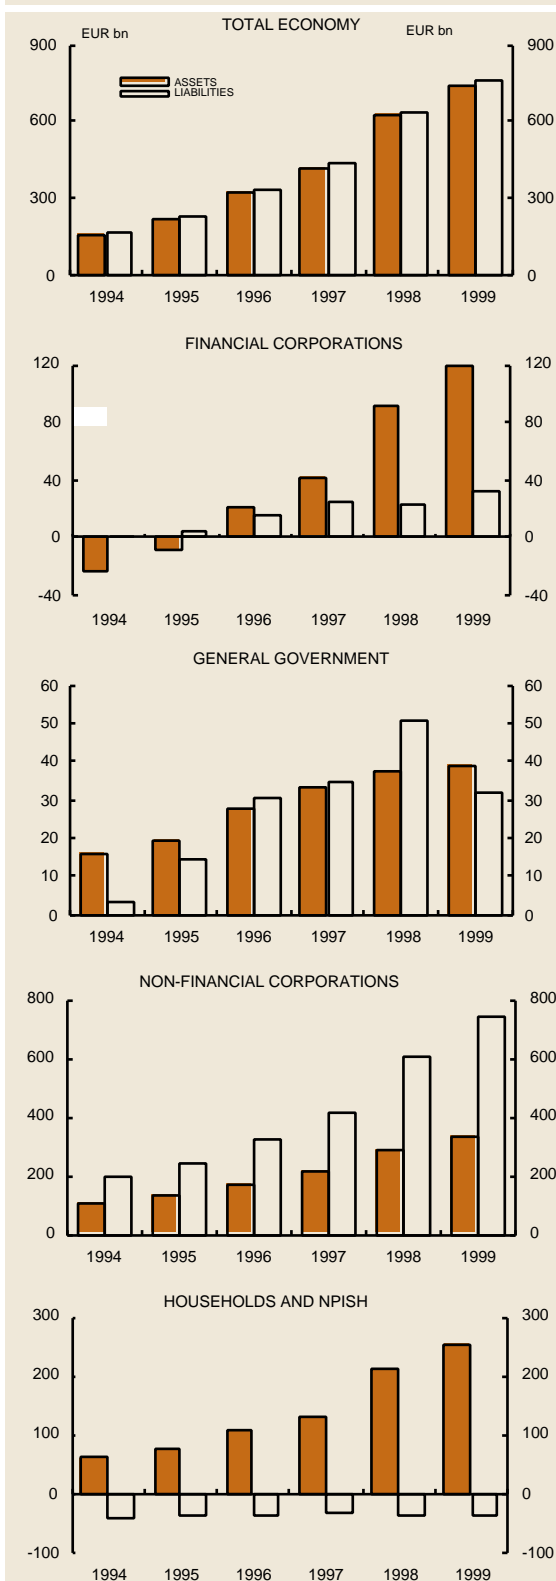 TOTAL ECONOMY
EUR bn EUR bn
900 900
ASSETS
LIABILITIES
600 600
300 300
0 0
1994 1995 1996 1997 1998 1999
FINANCIAL CORPORATIONS
120 120
80 80
40 40
0 0
-40 -40
1994 1995 1996 1997 1998 1999
GENERAL GOVERNMENT
60 60
50 50
40 40
30 30
20 20
10 10
0 0
1994 1995 1996 1997 1998 1999
NON-FINANCIAL CORPORATIONS
800 800
600 600
400 400
200 200
0 0
1994 1995 1996 1997 1998 1999
HOUSEHOLDS AND NPISH
300 300
200 200
100 100
0 0
-100 -100
1994 1995 1996 1997 1998 1999